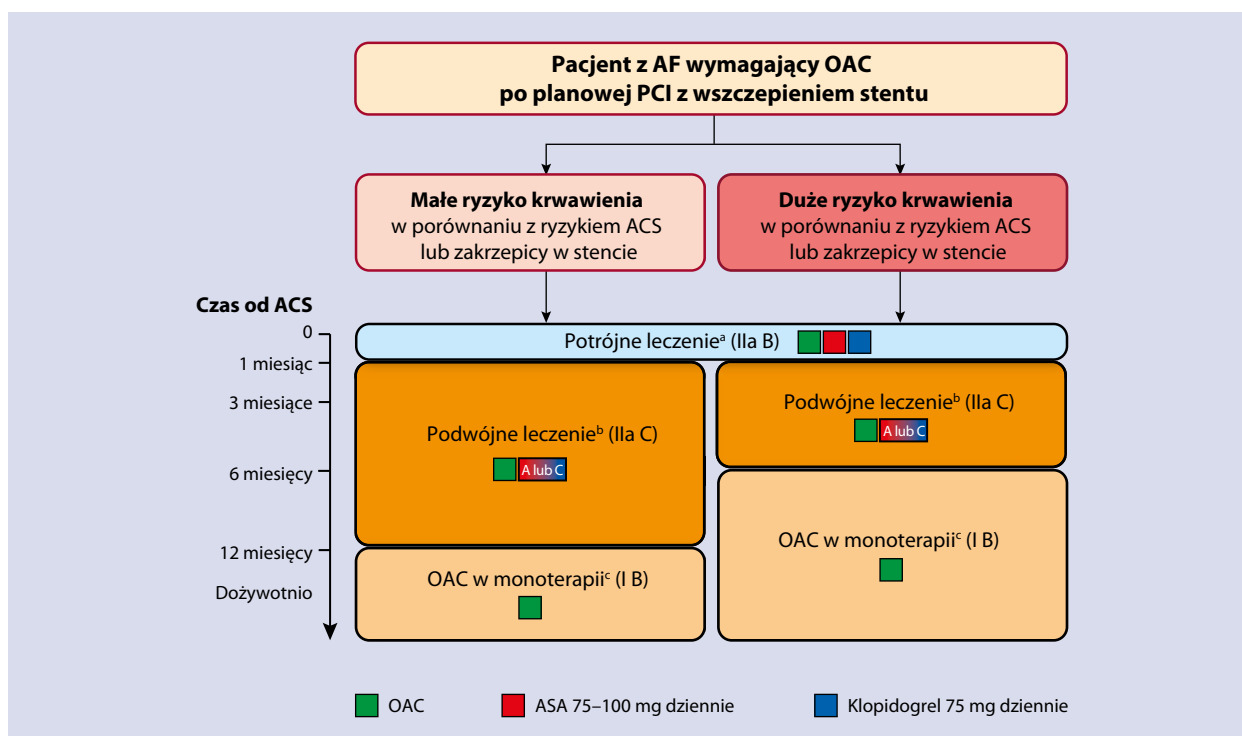 Pacjent z AF wymagający OAC
po planowej PCI z wszczepieniem stentu
Małe ryzyko krwawienia
w porównaniu z ryzykiem ACS
lub zakrzepicy w stencie
Duże ryzyko krwawienia
w porównaniu z ryzykiem ACS
lub zakrzepicy w stencie
Czas od ACS
0
1 miesiąc
3 miesiące
6 miesięcy
12 miesięcy
Dożywotnio
Potrójne leczenieᵃ (IIa B)
Podwójne leczenieᵇ (IIa C)
A lub C
Podwójne leczenieᵇ (IIa C)
A lub C
OAC w monoterapiiᶜ (I B)
OAC w monoterapiiᶜ (I B)
OAC
ASA 75–100 mg dziennie
Klopidogrel 75 mg dziennie